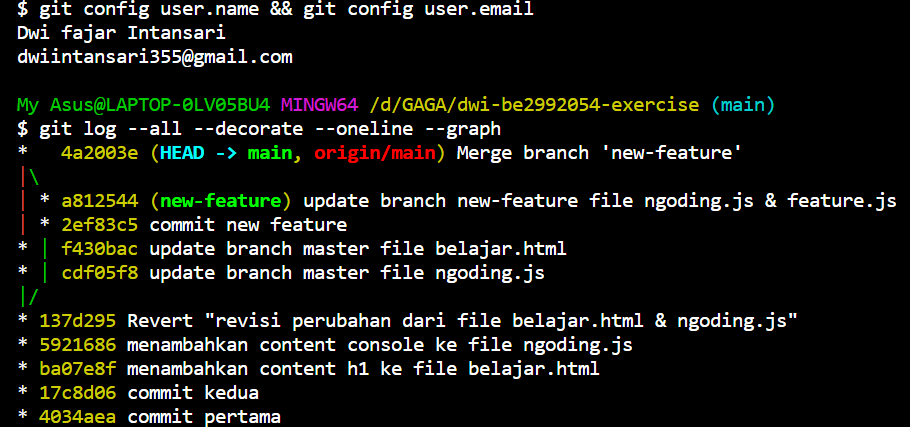 $ git config user.name && git config user.email
Dwi fajar Intansari
dwiintansari355@gmail.com
My Asus@LAPTOP-0LV05BU4 MINGW64 /d/GAGA/dwi-be2992054-exercise (main)
$ git log --all --decorate --oneline --graph
*   4a2003e (HEAD -> main, origin/main) Merge branch 'new-feature'
|\
| * a812544 (new-feature) update branch new-feature file ngoding.js & feature.js
| * 2ef83c5 commit new feature
* | f430bac update branch master file belajar.html
* | cdf05f8 update branch master file ngoding.js
|/
* 137d295 Revert "revisi perubahan dari file belajar.html & ngoding.js"
* 5921686 menambahkan content console ke file ngoding.js
* ba07e8f menambahkan content h1 ke file belajar.html
* 17c8d06 commit kedua
* 4034aea commit pertama